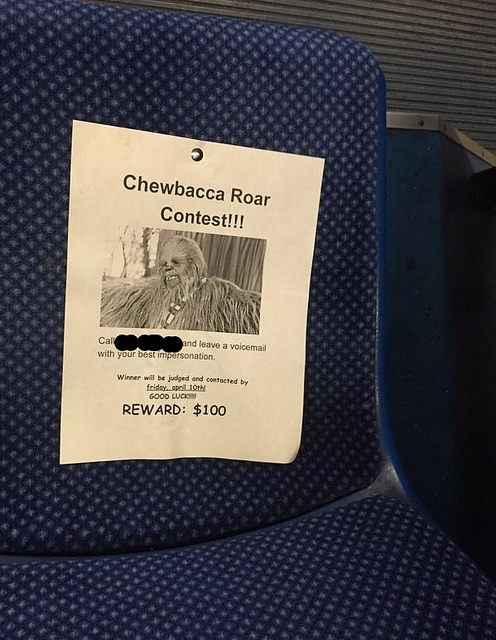 Chewbacca Roar
Contest!!!
Call and leave a voicemail
with your best impersonation.
Winner will be judged and contacted by
friday, april 10th!
GOOD LUCK!!!!!
REWARD: $100